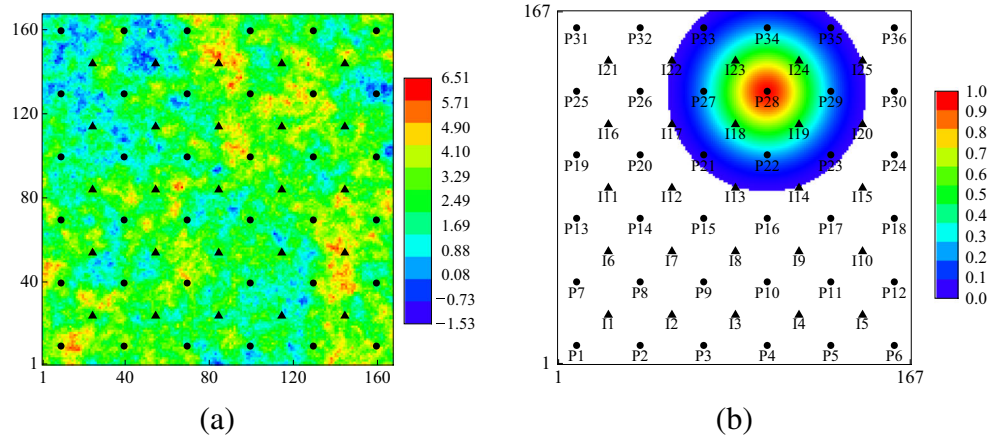 160
120
80
40
1
1 40 80 120 160
6.51
5.71
4.90
4.10
3.29
2.49
1.69
0.88
0.08
−0.73
−1.53
(a)
167
P31 P32 P33 P34 P35 P36
I21 I22 I23 I24 I25
P25 P26 P27 P28 P29 P30
I16 I17 I18 I19 I20
P19 P20 P21 P22 P23 P24
I11 I12 I13 I14 I15
P13 P14 P15 P16 P17 P18
I6 I7 I8 I9 I10
P7 P8 P9 P10 P11 P12
I1 I2 I3 I4 I5
P1 P2 P3 P4 P5 P6
1
1 167
1.0
0.9
0.8
0.7
0.6
0.5
0.4
0.3
0.2
0.1
0.0
(b)